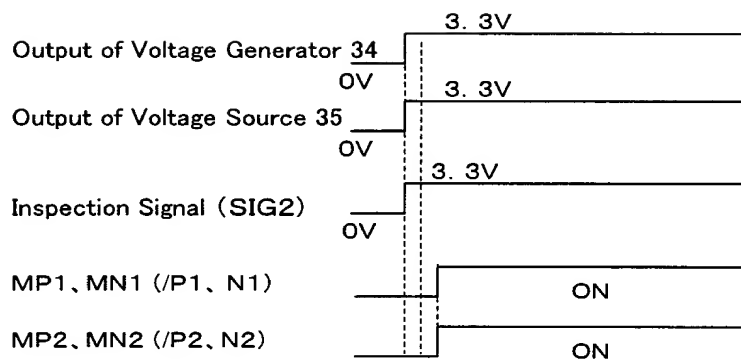 3. 3V
Output of Voltage Generator 34
0V
3. 3V
Output of Voltage Source 35
0V
3. 3V
Inspection Signal (SIG2)
0V
MP1、MN1 (/P1、N1)
ON
MP2、MN2 (/P2、N2)
ON